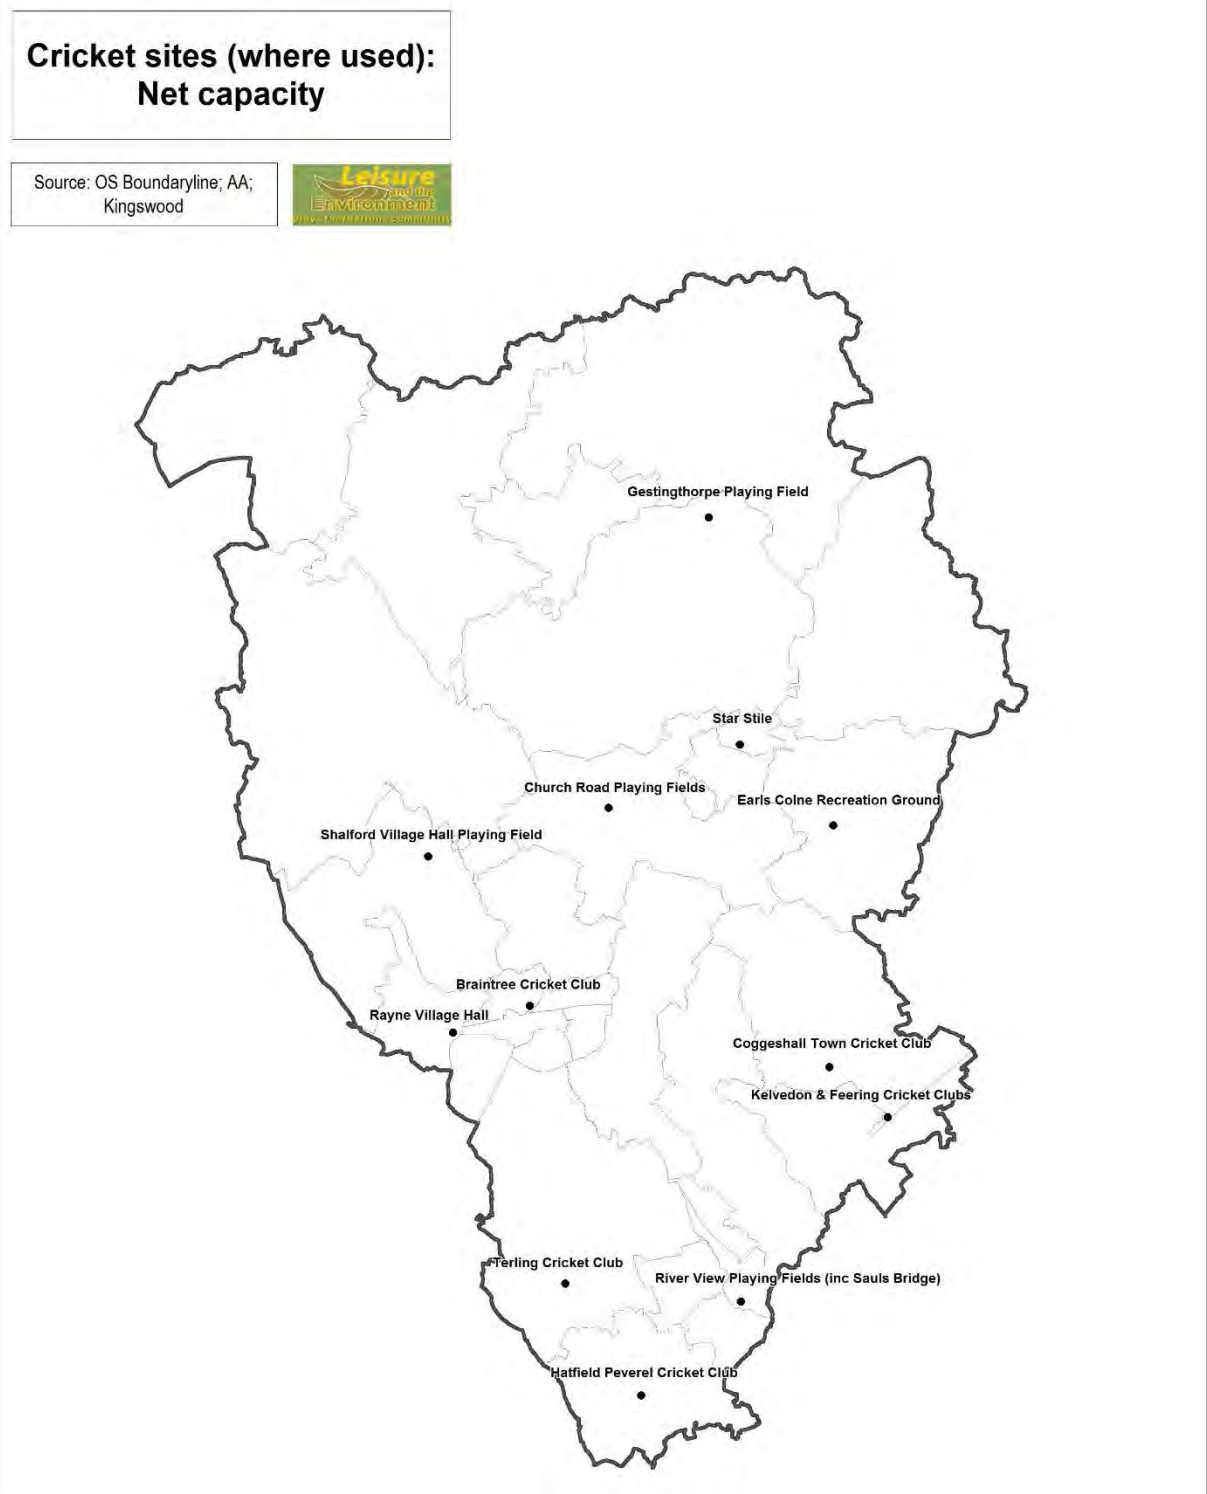 Cricket sites (where used):
Net capacity
Source: OS Boundaryline; AA;
Kingswood
Leisure
and the
Environment
Gestingthorpe Playing Field
Star Stile
Church Road Playing Fields
Earls Colne Recreation Ground
Shalford Village Hall Playing Field
Braintree Cricket Club
Rayne Village Hall
Coggeshall Town Cricket Club
Kelvedon & Feering Cricket Clubs
Terling Cricket Club
River View Playing Fields (inc Sauls Bridge)
Hatfield Peverel Cricket Club